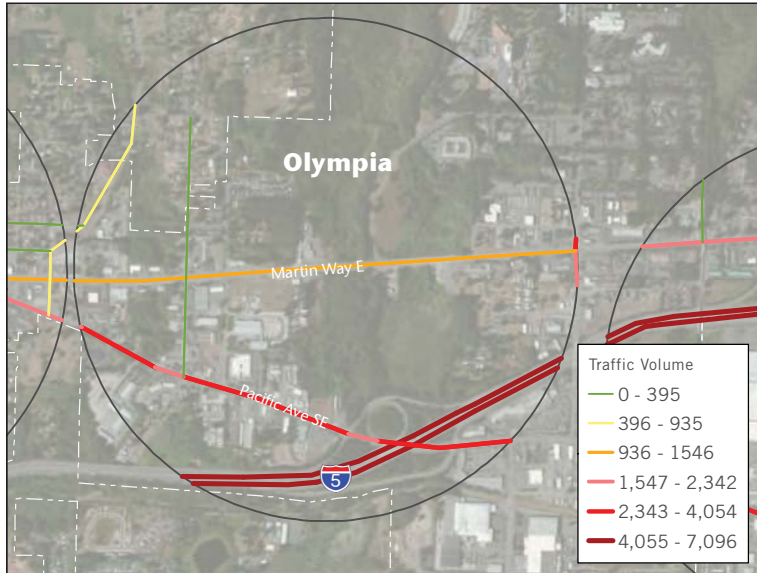 Olympia
Martin Way E
Pacific Ave SE
5
Traffic Volume
0 - 395
396 - 935
936 - 1546
1,547 - 2,342
2,343 - 4,054
4,055 - 7,096